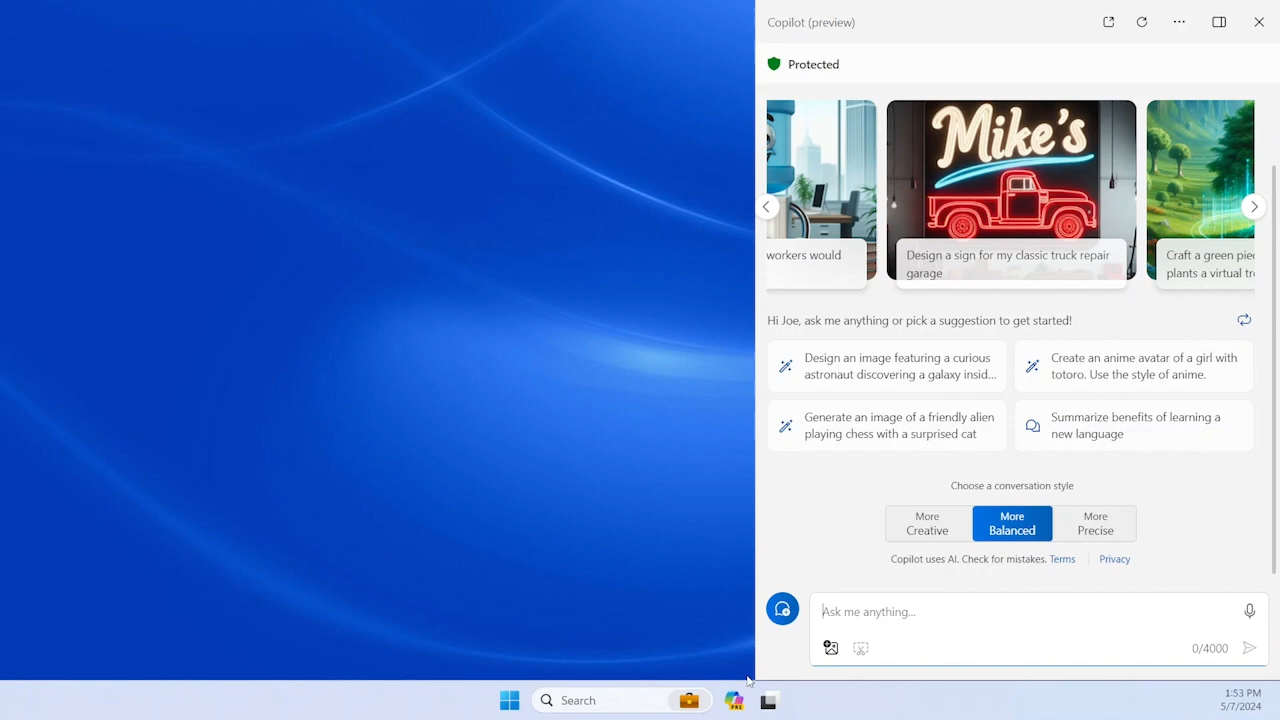 Copilot (preview)
Protected
Mike's
workers would
Design a sign for my classic truck repair
garage
Craft a green pie
plants a virtual tr
Hi Joe, ask me anything or pick a suggestion to get started!
Design an image featuring a curious
astronaut discovering a galaxy insid...
Create an anime avatar of a girl with
totoro. Use the style of anime.
Generate an image of a friendly alien
playing chess with a surprised cat
Summarize benefits of learning a
new language
Choose a conversation style
More
Creative
More
Balanced
More
Precise
Copilot uses AI. Check for mistakes. Terms Privacy
Ask me anything...
0/4000
Search
PRE
1:53 PM
5/7/2024